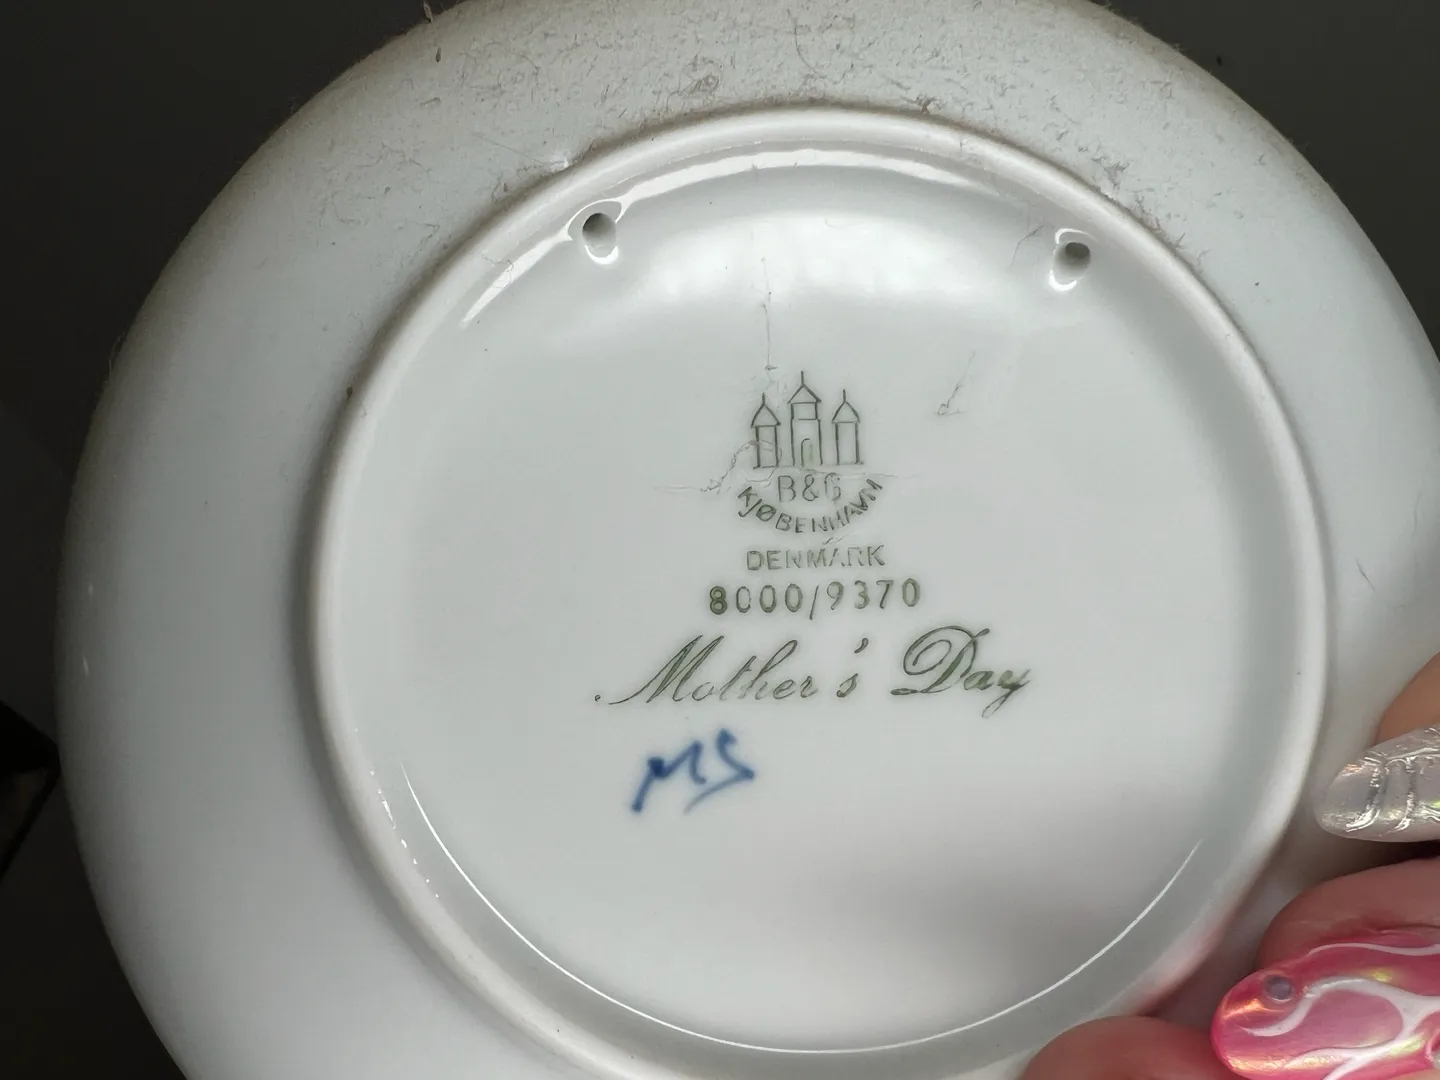 B&G
KJØBENHAVN
DENMARK
8000/9370
Mother's Day
MS